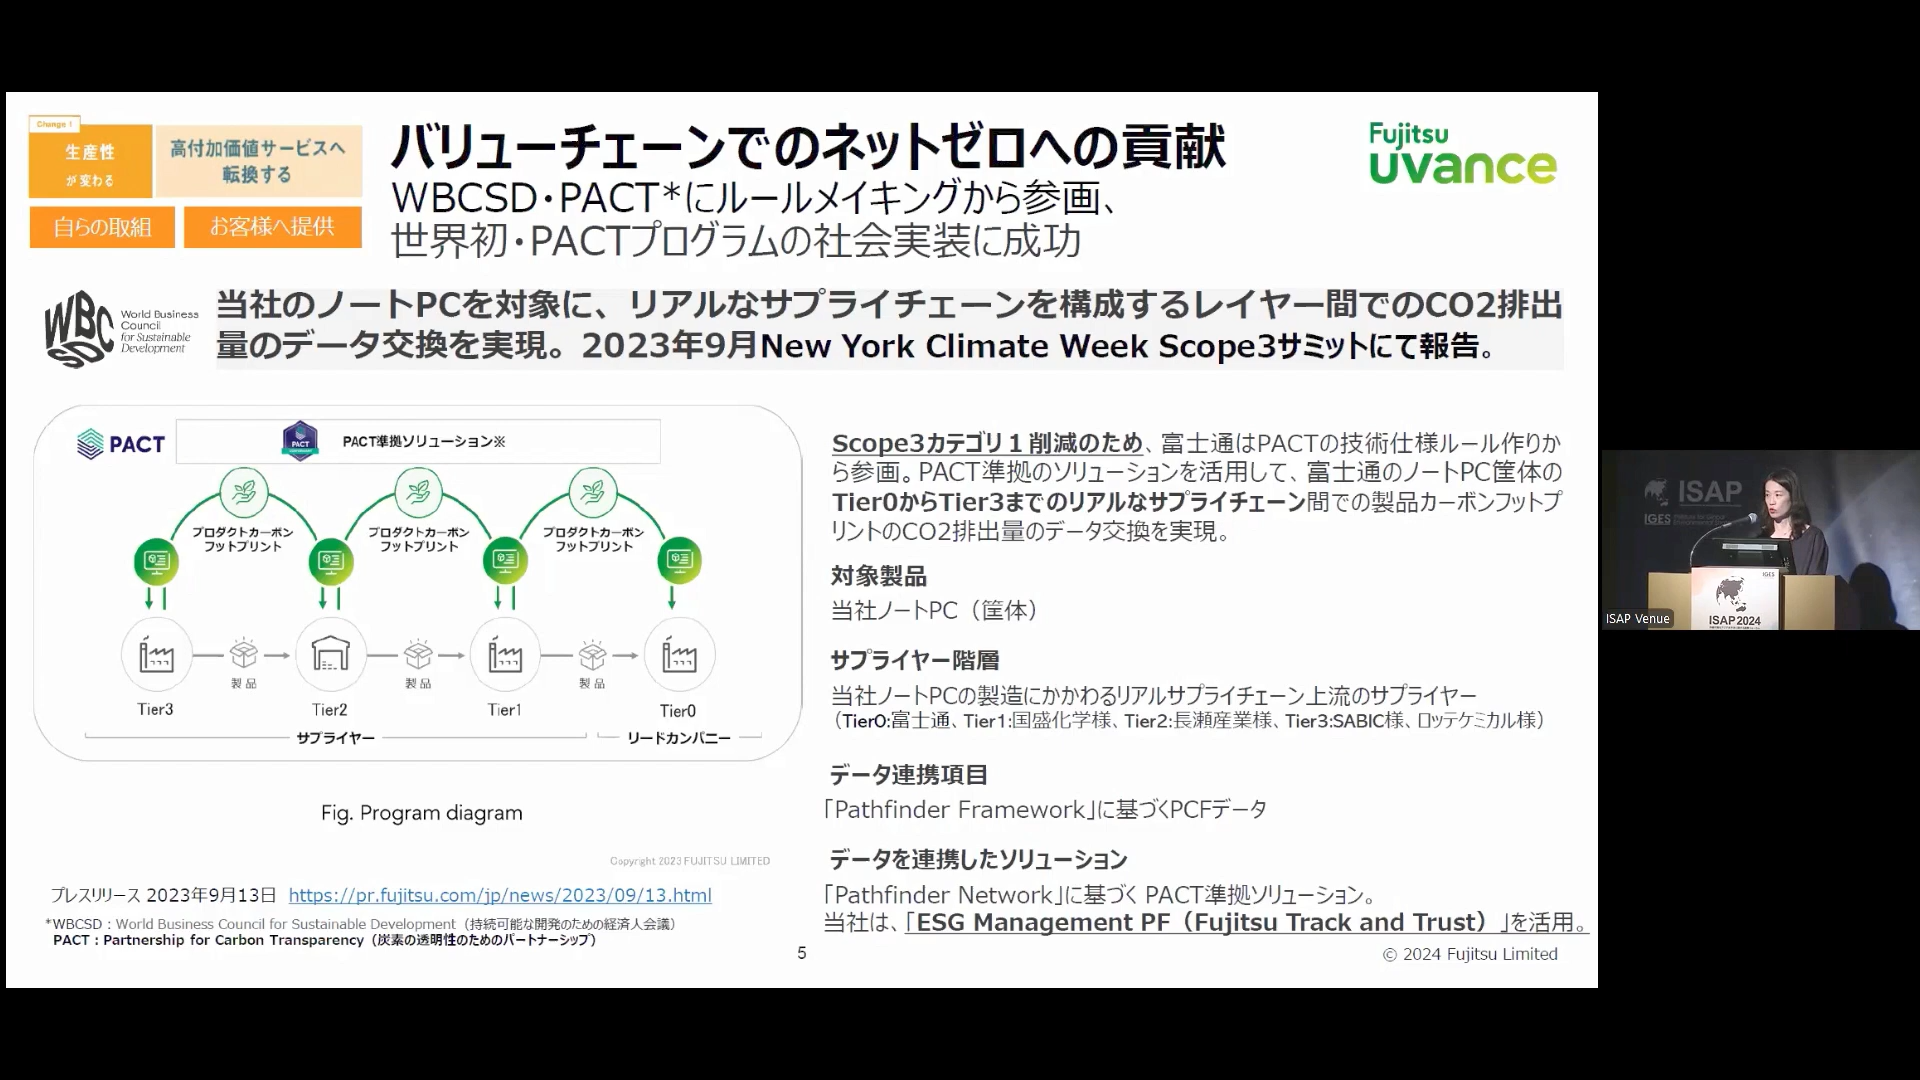 Change 1
生産性
が変わる
高付加価値サービスへ
転換する
自らの取組
お客様へ提供
バリューチェーンでのネットゼロへの貢献
WBCSD・PACT*にルールメイキングから参画、
世界初・PACTプログラムの社会実装に成功
Fujitsu
uvance
WBCSD
World Business
Council
for Sustainable
Development
当社のノートPCを対象に、リアルなサプライチェーンを構成するレイヤー間でのCO2排出
量のデータ交換を実現。2023年9月New York Climate Week Scope3サミットにて報告。
PACT
PACT
PACT準拠ソリューション※
プロダクトカーボン
フットプリント
プロダクトカーボン
フットプリント
プロダクトカーボン
フットプリント
製品
製品
製品
Tier3
Tier2
Tier1
Tier0
サプライヤー
リードカンパニー
Fig. Program diagram
Copyright 2023 FUJITSU LIMITED
プレスリリース 2023年9月13日 https://pr.fujitsu.com/jp/news/2023/09/13.html
*WBCSD：World Business Council for Sustainable Development（持続可能な開発のための経済人会議）
PACT：Partnership for Carbon Transparency（炭素の透明性のためのパートナーシップ）
Scope3カテゴリ１削減のため、富士通はPACTの技術仕様ルール作りか
ら参画。PACT準拠のソリューションを活用して、富士通のノートPC筐体の
Tier0からTier3までのリアルなサプライチェーン間での製品カーボンフットプ
リントのCO2排出量のデータ交換を実現。
対象製品
当社ノートPC（筐体）
サプライヤー階層
当社ノートPCの製造にかかわるリアルサプライチェーン上流のサプライヤー
（Tier0:富士通、Tier1:国盛化学様、Tier2:長瀬産業様、Tier3:SABIC様、ロッテケミカル様）
データ連携項目
「Pathfinder Framework」に基づくPCFデータ
データを連携したソリューション
「Pathfinder Network」に基づく PACT準拠ソリューション。
当社は、「ESG Management PF（Fujitsu Track and Trust）」を活用。
5
© 2024 Fujitsu Limited
ISAP
IGES
IGES
ISAP2024
ISAP Venue